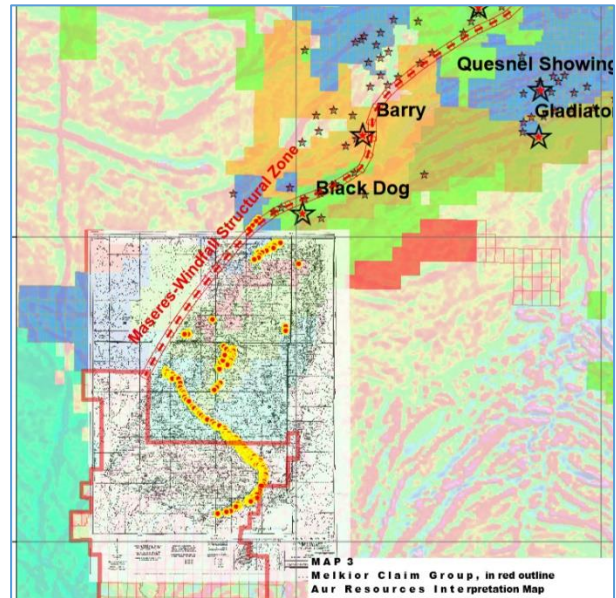 Quesnel Showing
Barry
Gladiator
Black Dog
Maseres-Windfall Structural Zone
MAP 3
Melkior Claim Group, in red outline
Aur Resources Interpretation Map